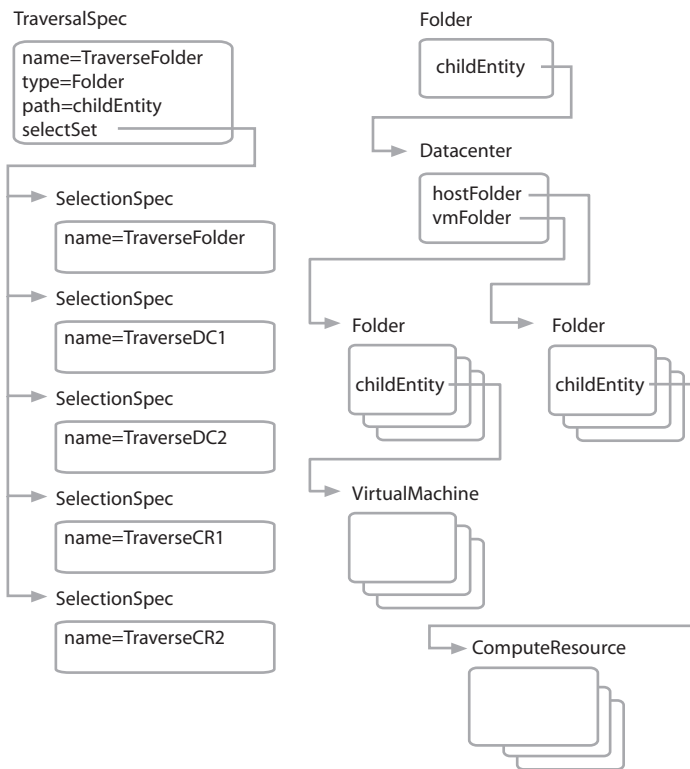 TraversalSpec
name=TraverseFolder
type=Folder
path=childEntity
selectSet
SelectionSpec
name=TraverseFolder
SelectionSpec
name=TraverseDC1
SelectionSpec
name=TraverseDC2
SelectionSpec
name=TraverseCR1
SelectionSpec
name=TraverseCR2
Folder
childEntity
Datacenter
hostFolder
vmFolder
Folder
childEntity
Folder
childEntity
VirtualMachine
ComputeResource